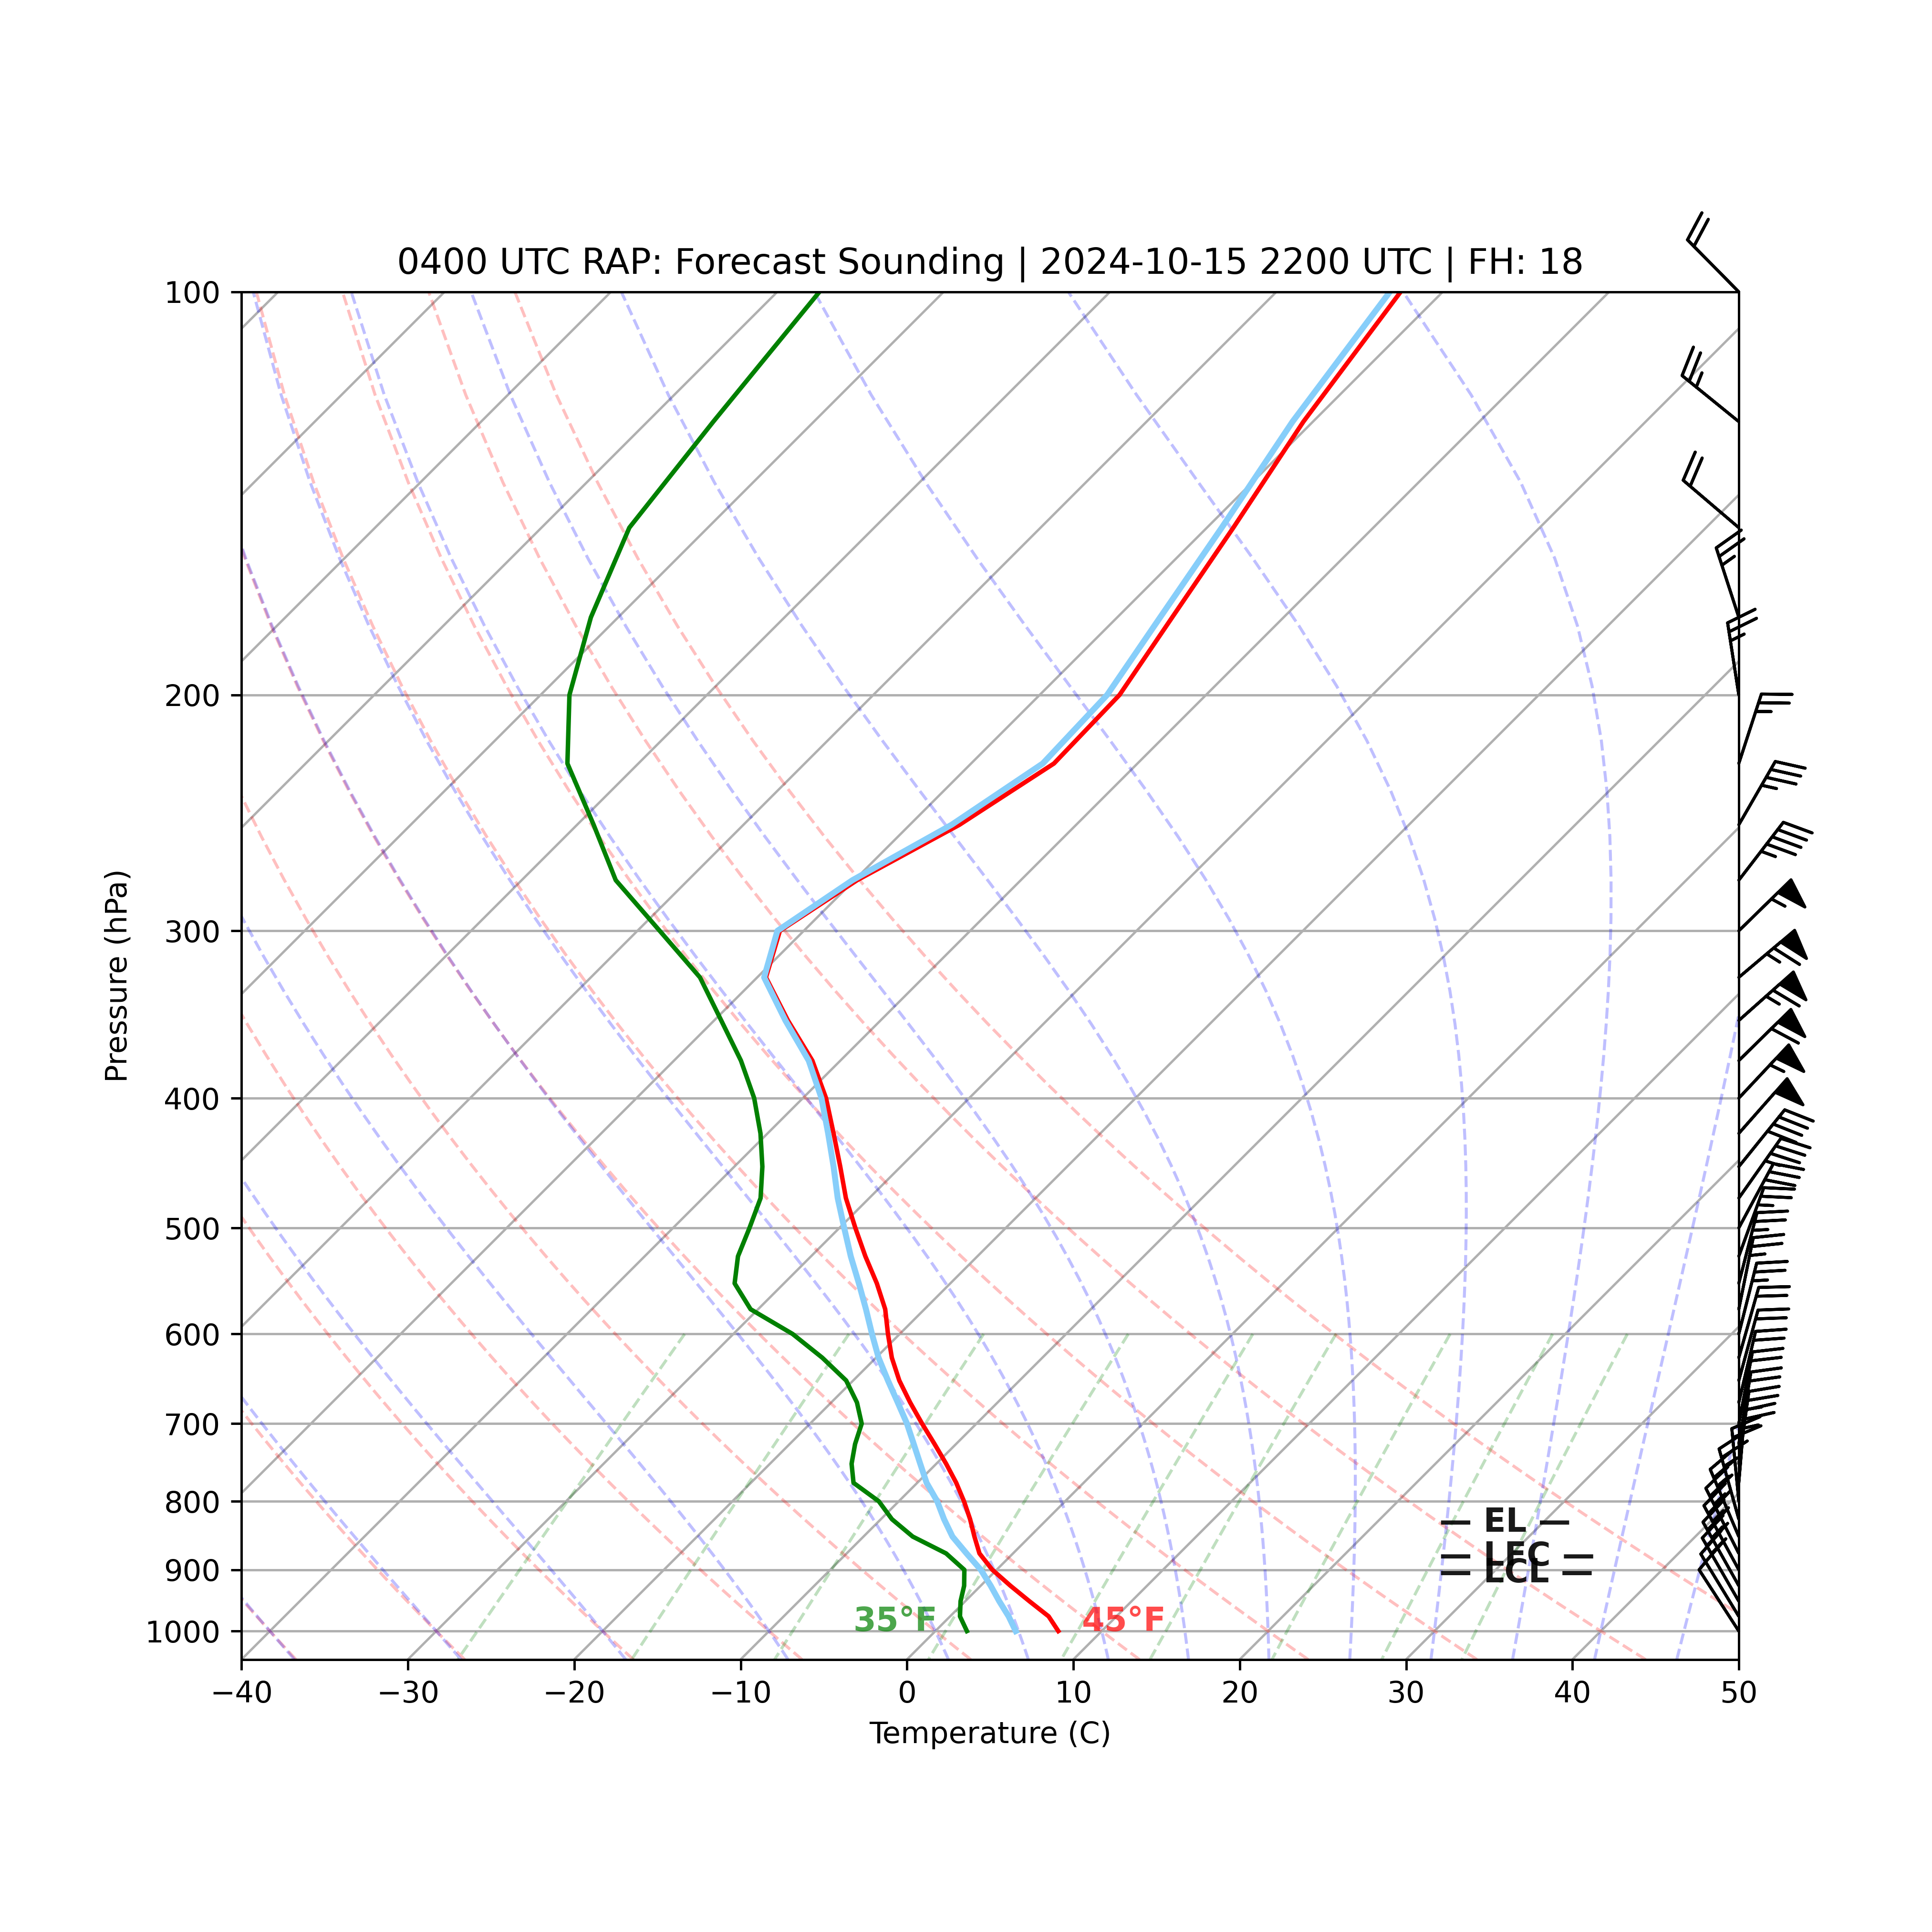 0400 UTC RAP: Forecast Sounding | 2024-10-15 2200 UTC | FH: 18
100
200
300
400
500
600
700
800
900
1000
Pressure (hPa)
— EL —
— LFC —
— LCL —
35°F
45°F
−40 −30 −20 −10 0 10 20 30 40 50
Temperature (C)